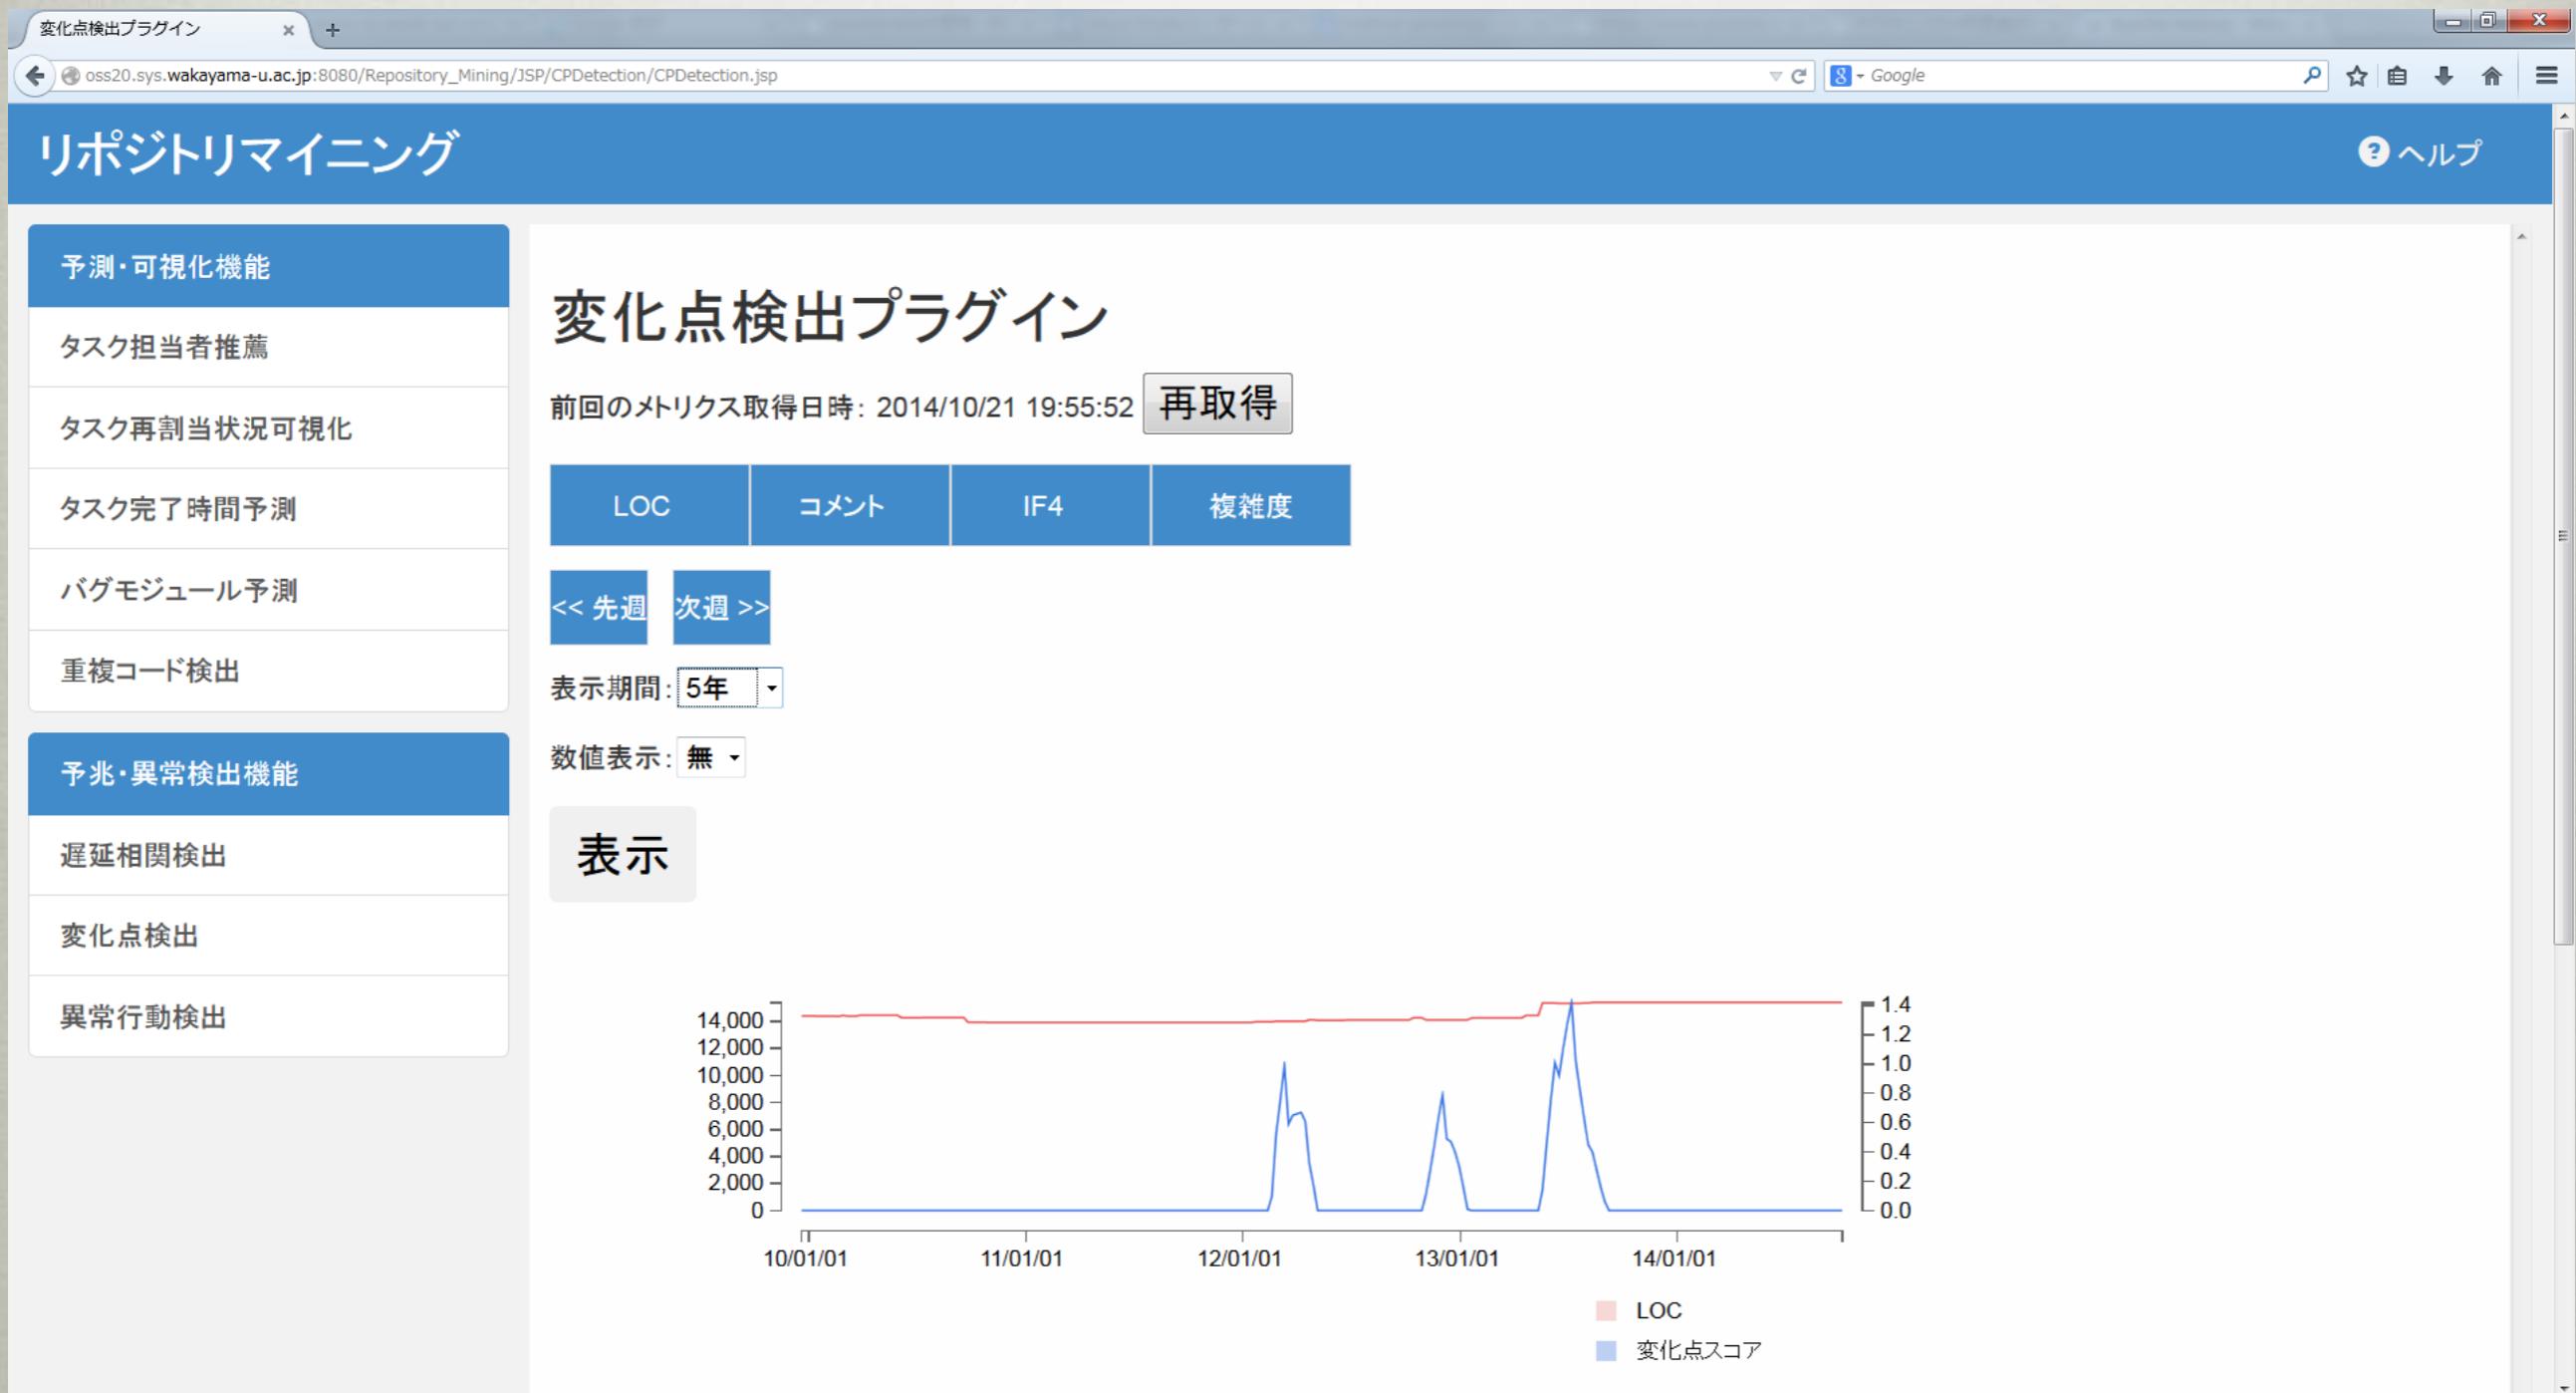 変化点検出プラグイン
oss20.sys.wakayama-u.ac.jp:8080/Repository_Mining/JSP/CPDetection/CPDetection.jsp
8 Google
リポジトリマイニング
? ヘルプ
予測・可視化機能
タスク担当者推薦
タスク再割当状況可視化
タスク完了時間予測
バグモジュール予測
重複コード検出
予兆・異常検出機能
遅延相関検出
変化点検出
異常行動検出
変化点検出プラグイン
前回のメトリクス取得日時: 2014/10/21 19:55:52 再取得
LOC コメント IF4 複雑度
<< 先週 次週 >>
表示期間: 5年
数値表示: 無
表示
14,000
12,000
10,000
8,000
6,000
4,000
2,000
0
1.4
1.2
1.0
0.8
0.6
0.4
0.2
0.0
10/01/01 11/01/01 12/01/01 13/01/01 14/01/01
LOC
変化点スコア